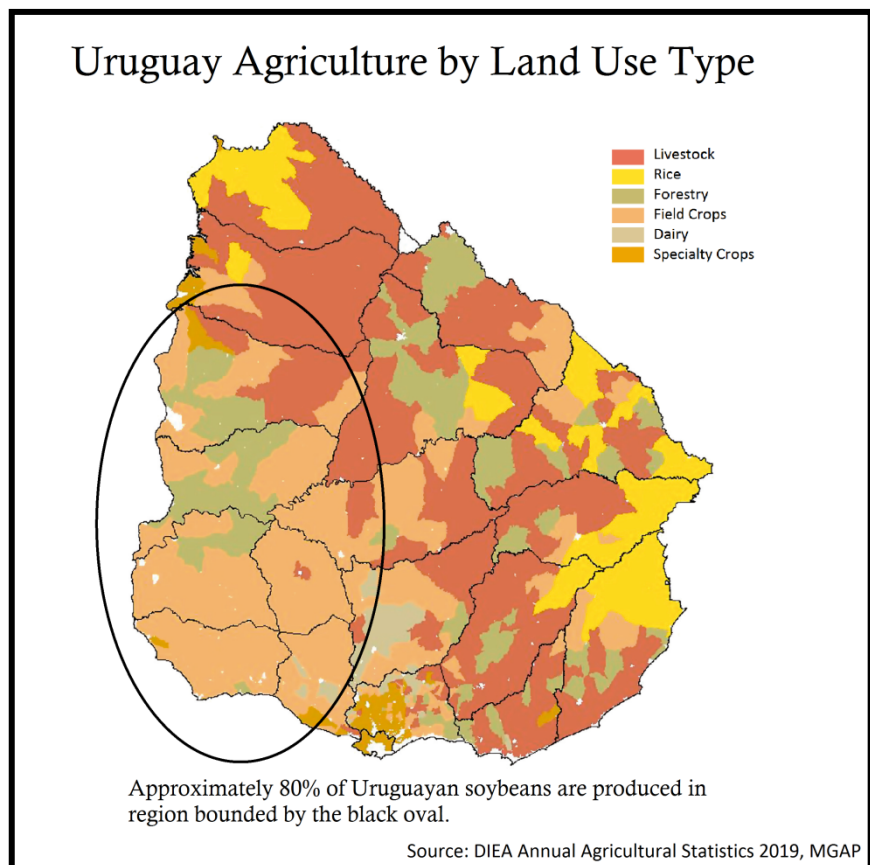 Uruguay Agriculture by Land Use Type
Livestock
Rice
Forestry
Field Crops
Dairy
Specialty Crops
Approximately 80% of Uruguayan soybeans are produced in
region bounded by the black oval.
Source: DIEA Annual Agricultural Statistics 2019, MGAP